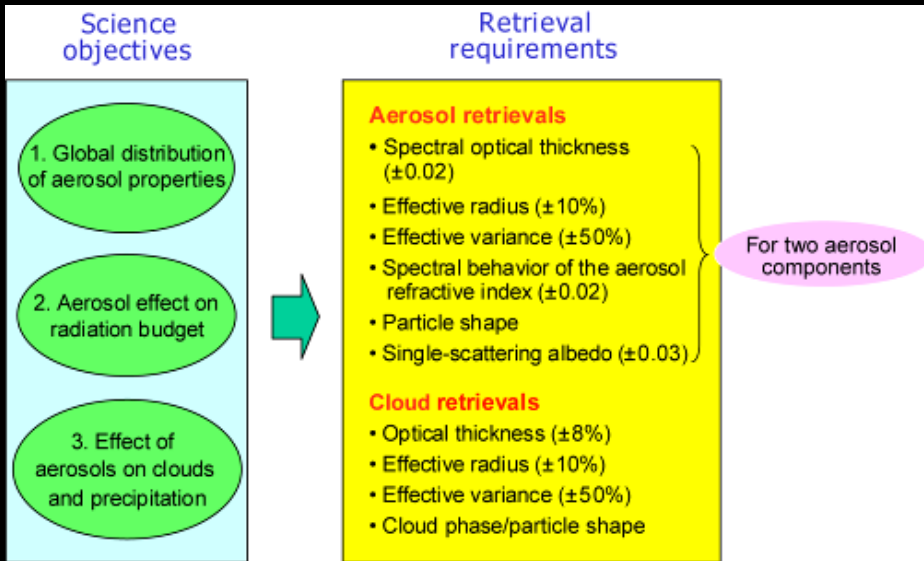 Science
objectives
1. Global distribution
of aerosol properties
2. Aerosol effect on
radiation budget
3. Effect of
aerosols on clouds
and precipitation
Retrieval
requirements
Aerosol retrievals
• Spectral optical thickness
(±0.02)
• Effective radius (±10%)
• Effective variance (±50%)
• Spectral behavior of the aerosol
refractive index (±0.02)
• Particle shape
• Single-scattering albedo (±0.03)
For two aerosol
components
Cloud retrievals
• Optical thickness (±8%)
• Effective radius (±10%)
• Effective variance (±50%)
• Cloud phase/particle shape